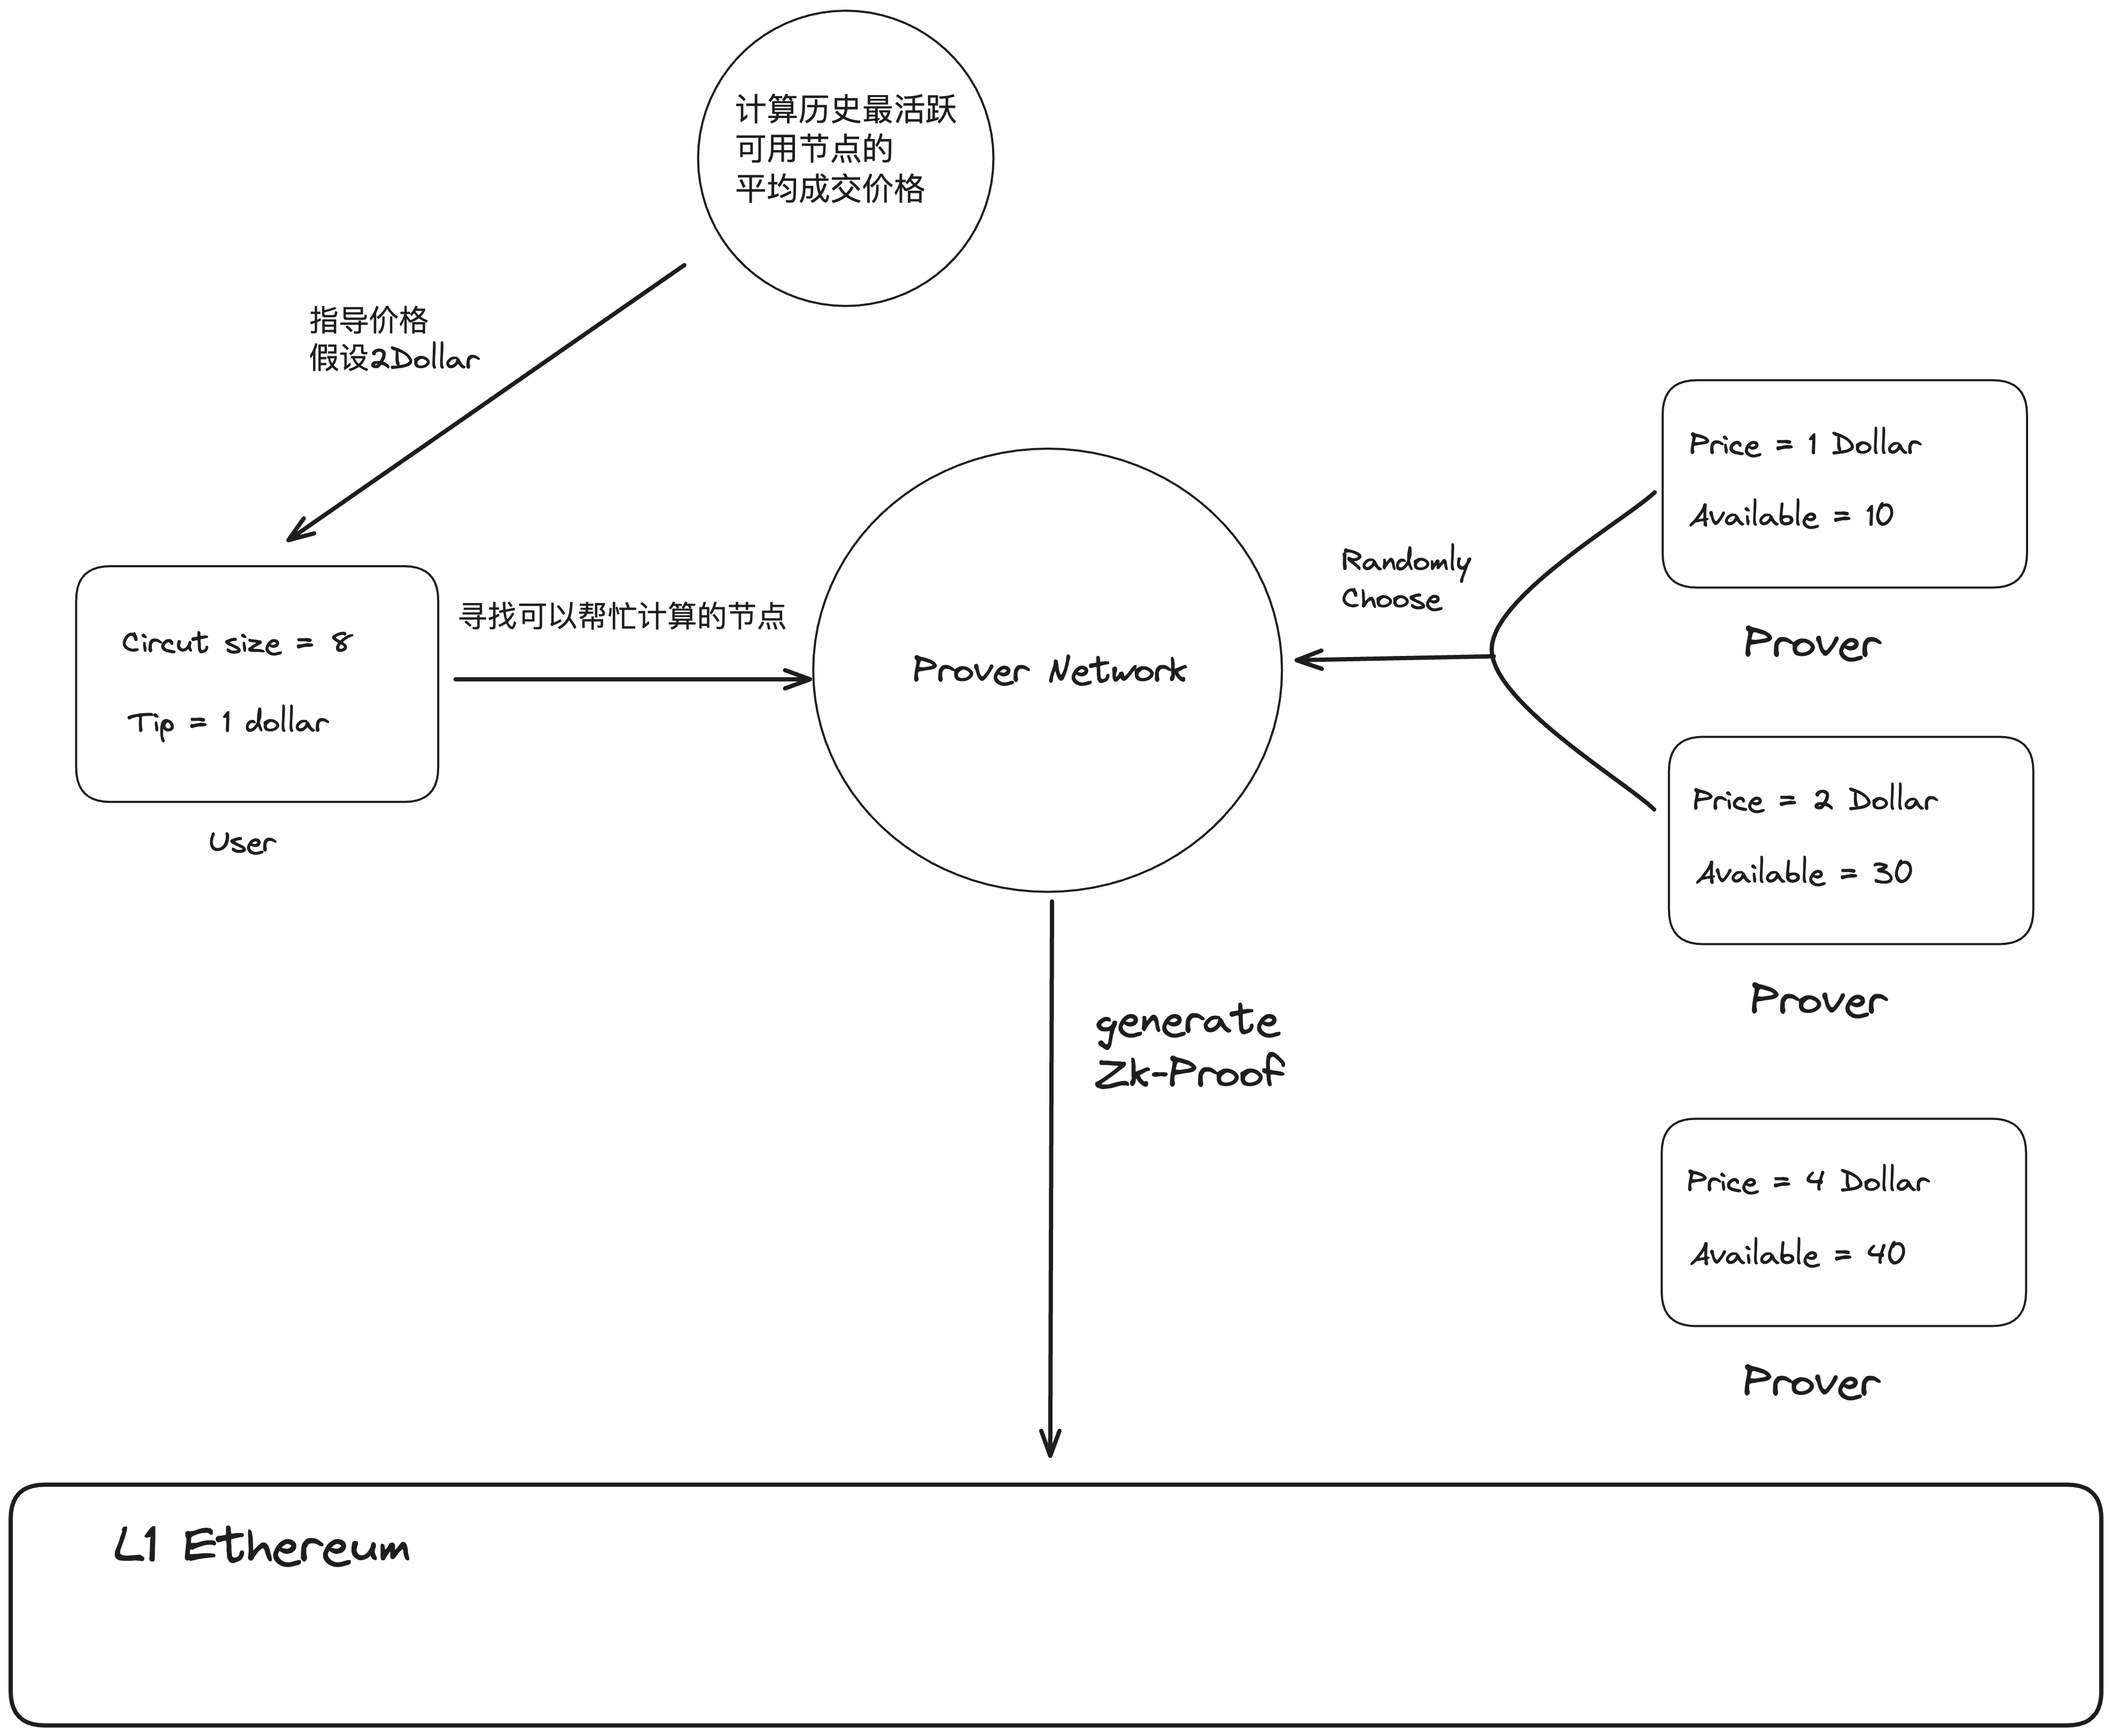 计算历史最活跃
可用节点的
平均成交价格
指导价格
假设2Dollar
Circut size = 8
Tip = 1 dollar
User
寻找可以帮忙计算的节点
Prover Network
Randomly
Choose
Price = 1 Dollar
Available = 10
Prover
Price = 2 Dollar
Available = 30
Prover
Price = 4 Dollar
Available = 40
Prover
generate
Zk-Proof
L1 Ethereum